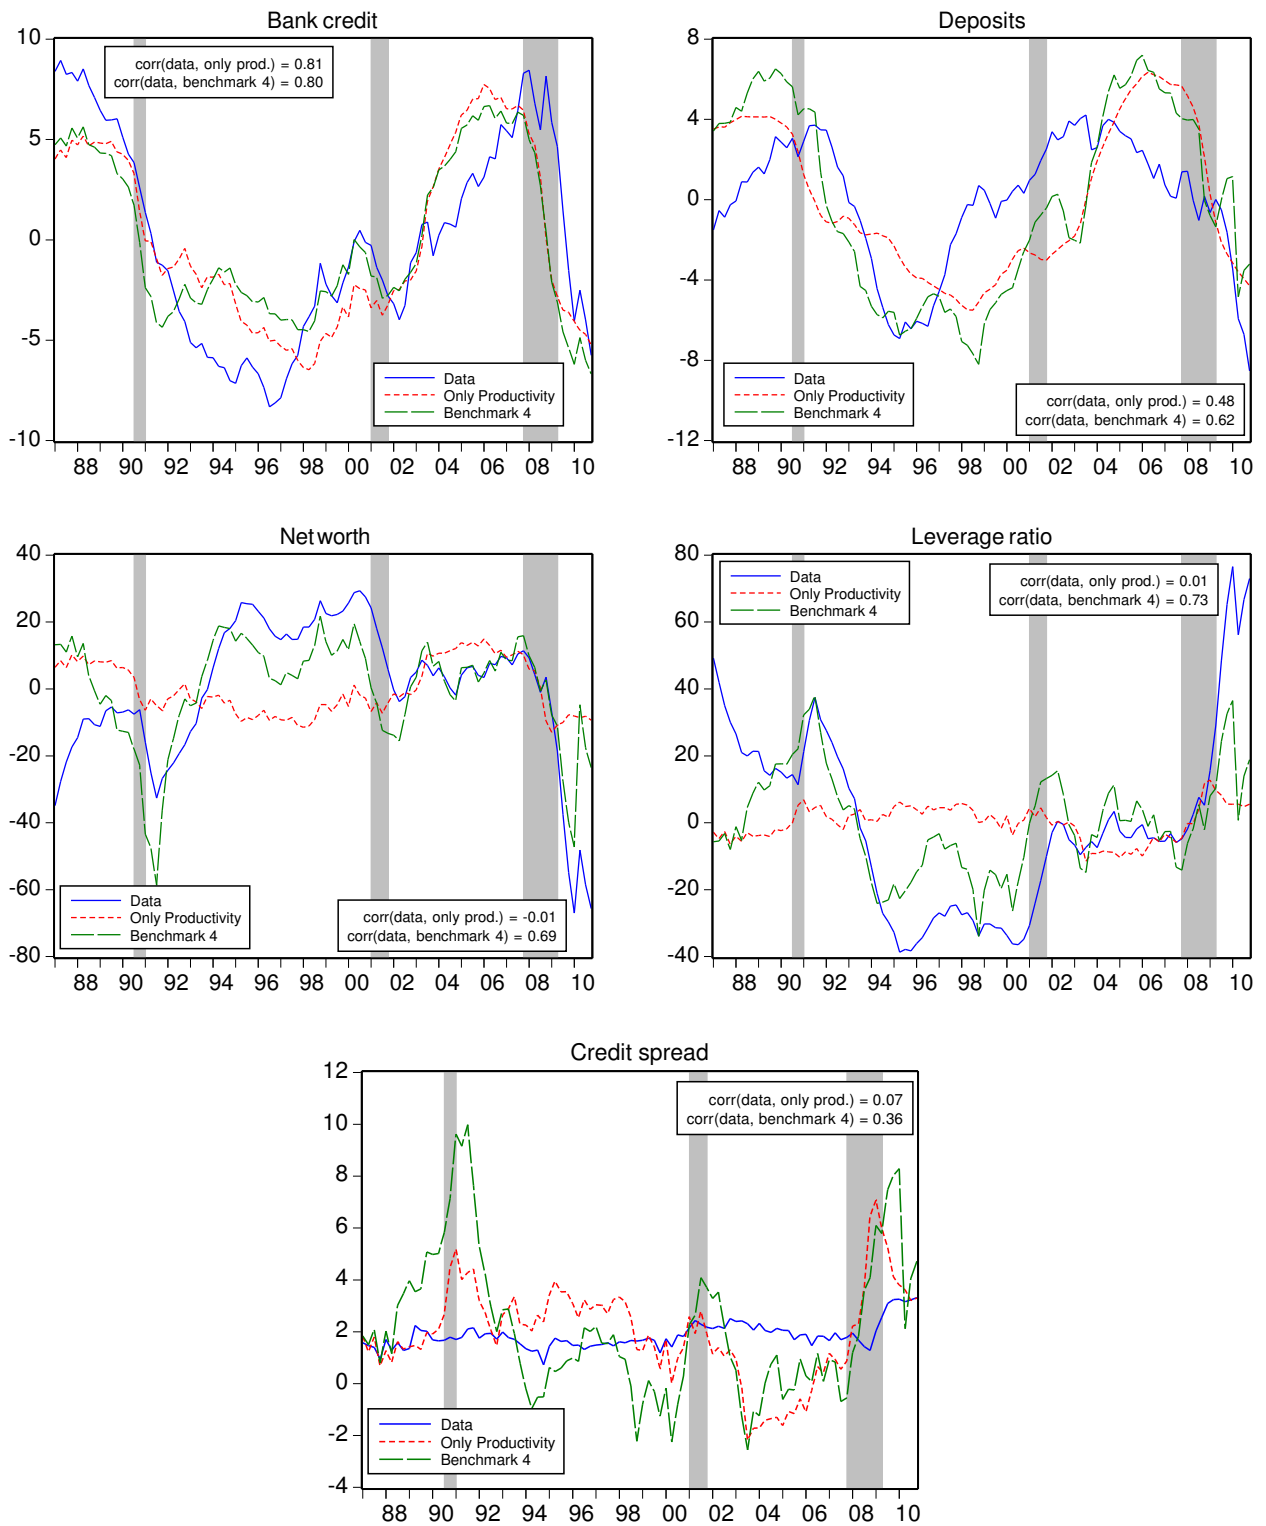 Bank credit
10
5
0
-5
-10
corr(data, only prod.) = 0.81
corr(data, benchmark 4) = 0.80
Data
Only Productivity
Benchmark 4
88 90 92 94 96 98 00 02 04 06 08 10
Deposits
8
4
0
-4
-8
-12
Data
Only Productivity
Benchmark 4
corr(data, only prod.) = 0.48
corr(data, benchmark 4) = 0.62
88 90 92 94 96 98 00 02 04 06 08 10
Net worth
40
20
0
-20
-40
-60
-80
Data
Only Productivity
Benchmark 4
corr(data, only prod.) = -0.01
corr(data, benchmark 4) = 0.69
88 90 92 94 96 98 00 02 04 06 08 10
Leverage ratio
80
60
40
20
0
-20
-40
Data
Only Productivity
Benchmark 4
corr(data, only prod.) = 0.01
corr(data, benchmark 4) = 0.73
88 90 92 94 96 98 00 02 04 06 08 10
Credit spread
12
10
8
6
4
2
0
-2
-4
corr(data, only prod.) = 0.07
corr(data, benchmark 4) = 0.36
Data
Only Productivity
Benchmark 4
88 90 92 94 96 98 00 02 04 06 08 10